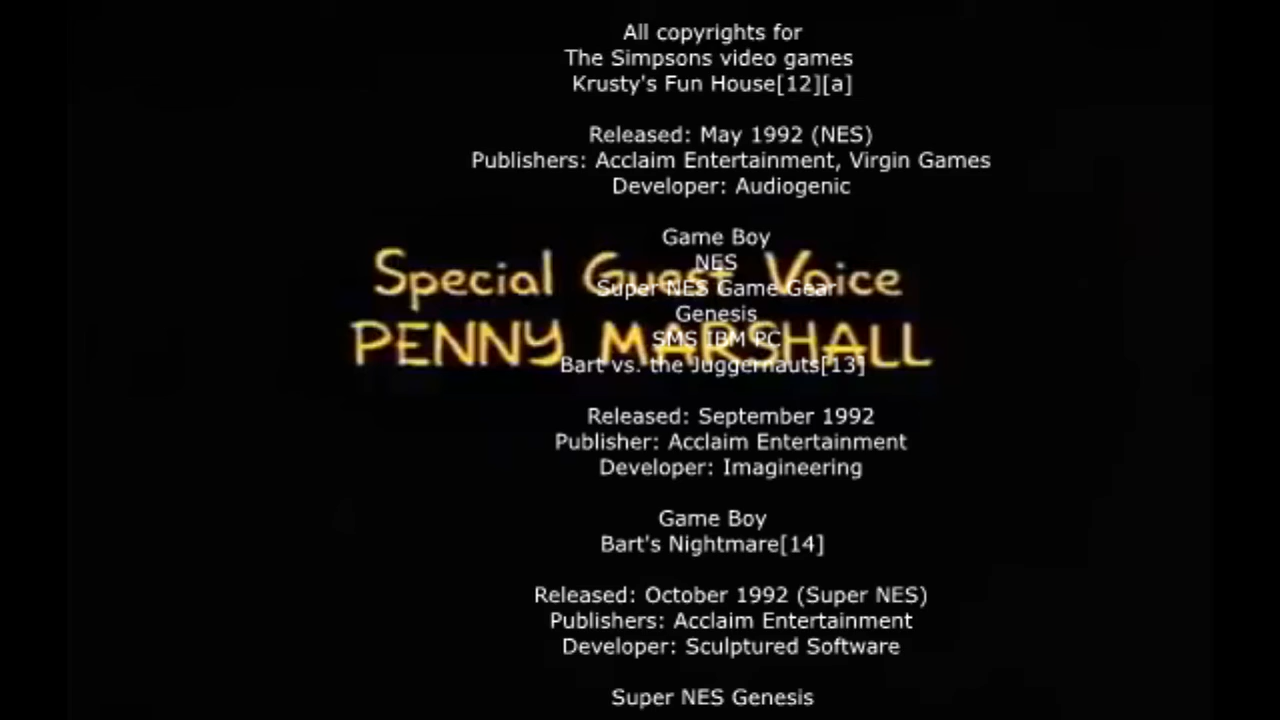 All copyrights for
The Simpsons video games
Krusty's Fun House[12][a]
Released: May 1992 (NES)
Publishers: Acclaim Entertainment, Virgin Games
Developer: Audiogenic
Game Boy
NES
Special Guest Voice
Super NES Game Gear
Genesis
PENNY MARSHALL
SMS IBM PC
Bart vs. the Juggernauts[13]
Released: September 1992
Publisher: Acclaim Entertainment
Developer: Imagineering
Game Boy
Bart's Nightmare[14]
Released: October 1992 (Super NES)
Publishers: Acclaim Entertainment
Developer: Sculptured Software
Super NES Genesis